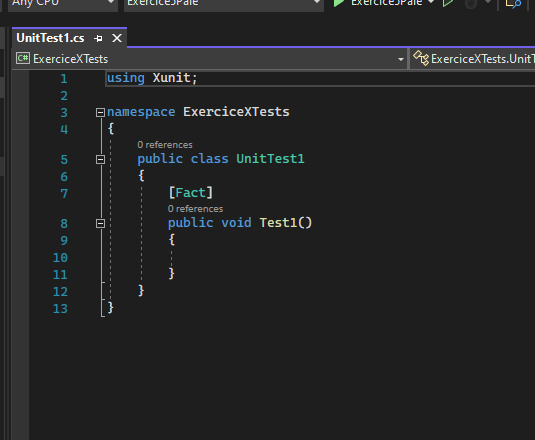 Any CPU Exercice5Pale Exercice5Pale
UnitTest1.cs
C# ExerciceXTests ExerciceXTests.UnitT
1 using Xunit;
2
3 namespace ExerciceXTests
4 {
0 references
5 public class UnitTest1
6 {
7 [Fact]
0 references
8 public void Test1()
9 {
10
11 }
12 }
13 }